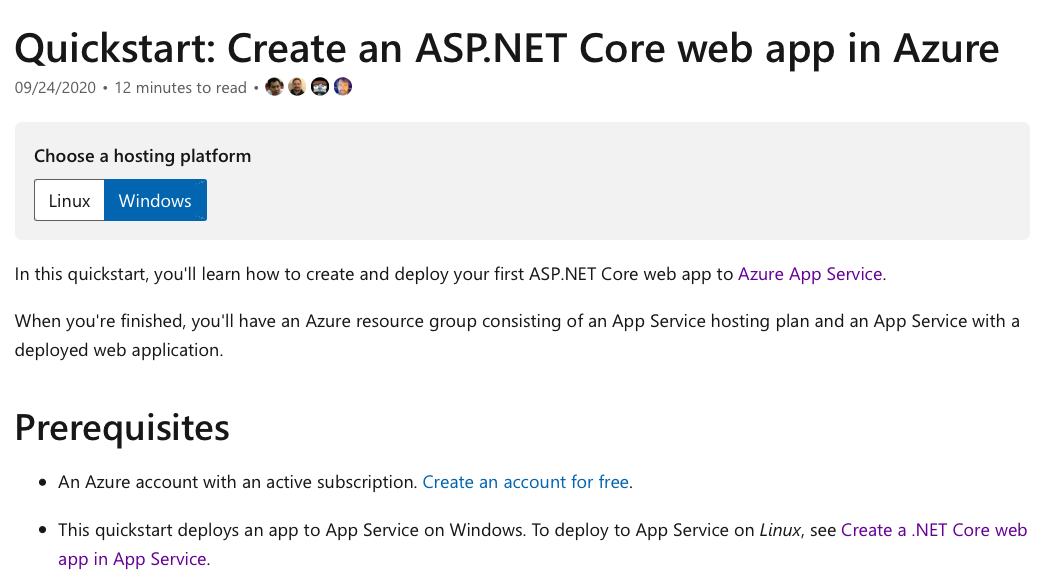 Quickstart: Create an ASP.NET Core web app in Azure
09/24/2020 • 12 minutes to read •
Choose a hosting platform
Linux Windows
In this quickstart, you'll learn how to create and deploy your first ASP.NET Core web app to Azure App Service.
When you're finished, you'll have an Azure resource group consisting of an App Service hosting plan and an App Service with a
deployed web application.
Prerequisites
• An Azure account with an active subscription. Create an account for free.
• This quickstart deploys an app to App Service on Windows. To deploy to App Service on Linux, see Create a .NET Core web
app in App Service.